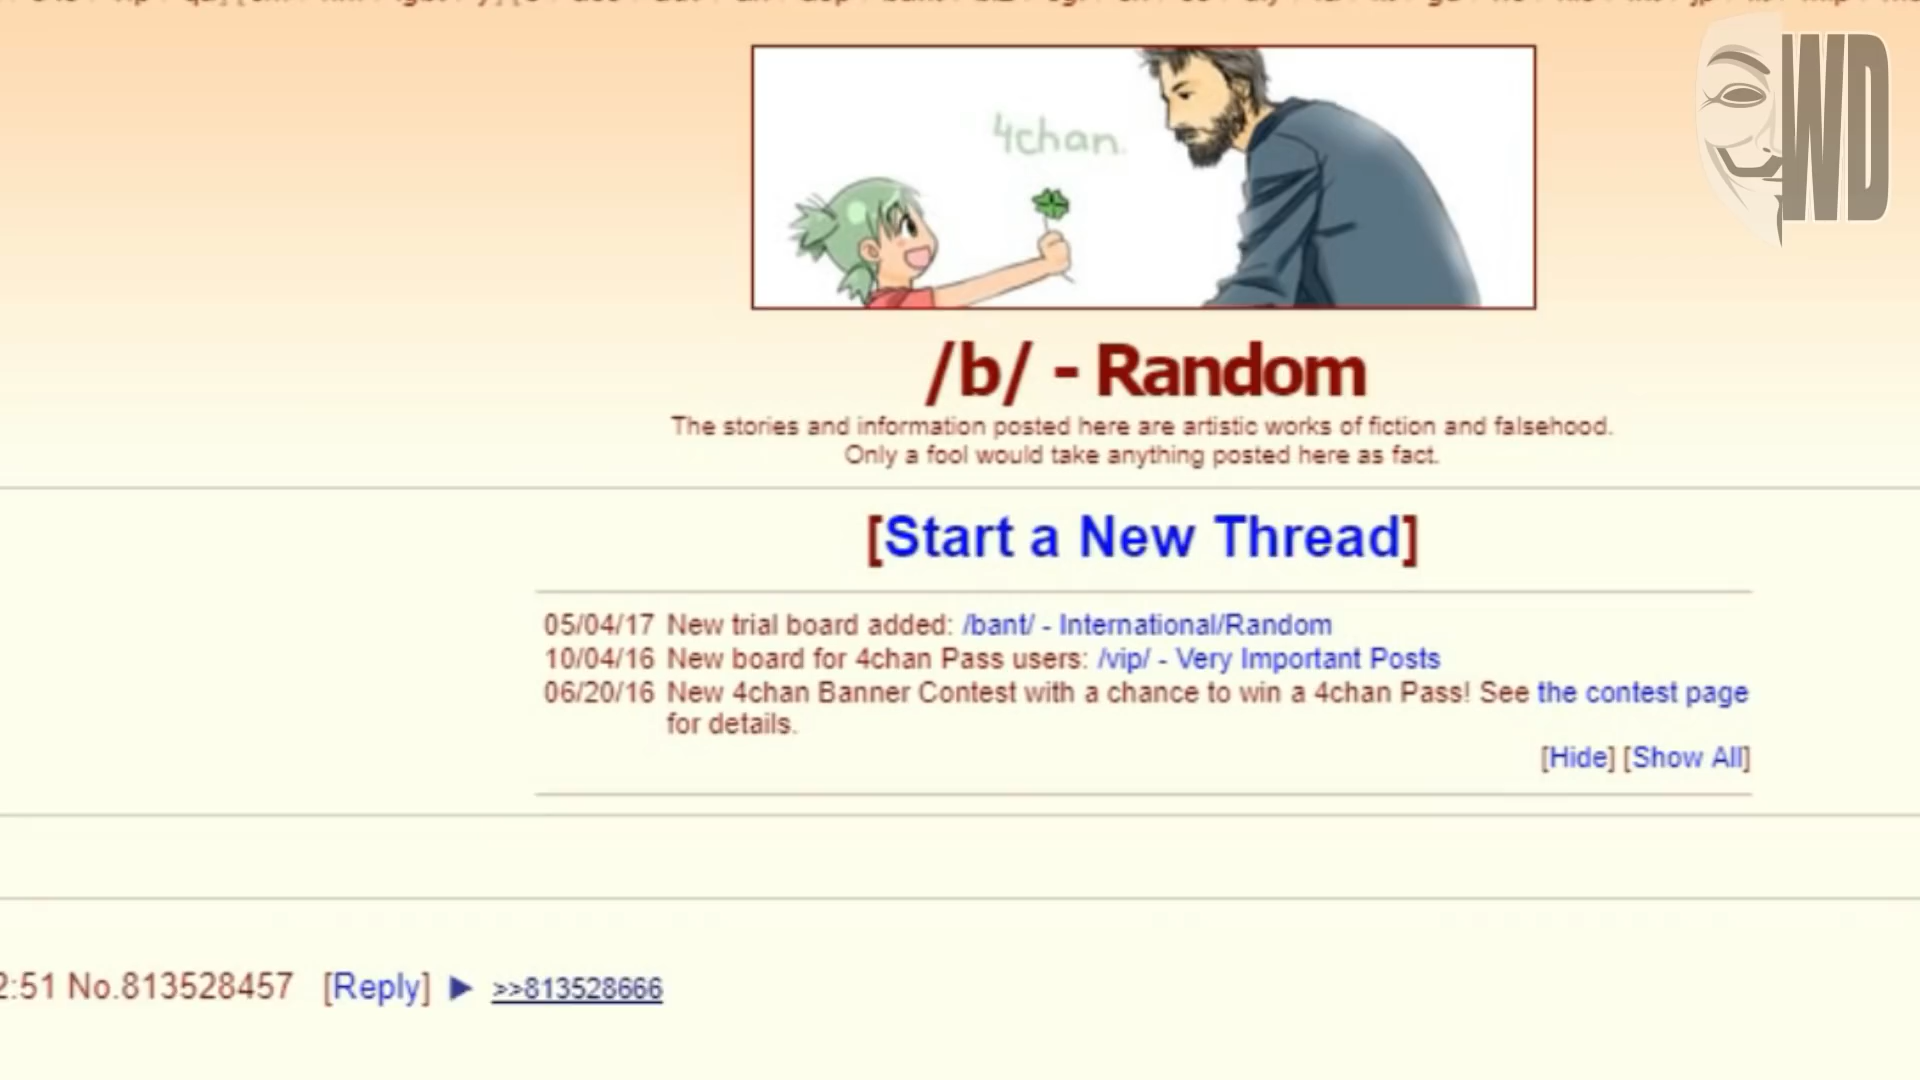 WD
4chan.
/b/ - Random
The stories and information posted here are artistic works of fiction and falsehood.
Only a fool would take anything posted here as fact.
[Start a New Thread]
05/04/17 New trial board added: /bant/ - International/Random
10/04/16 New board for 4chan Pass users: /vip/ - Very Important Posts
06/20/16 New 4chan Banner Contest with a chance to win a 4chan Pass! See the contest page
for details.
[Hide] [Show All]
2:51 No.813528457 [Reply] ▶ >>813528666